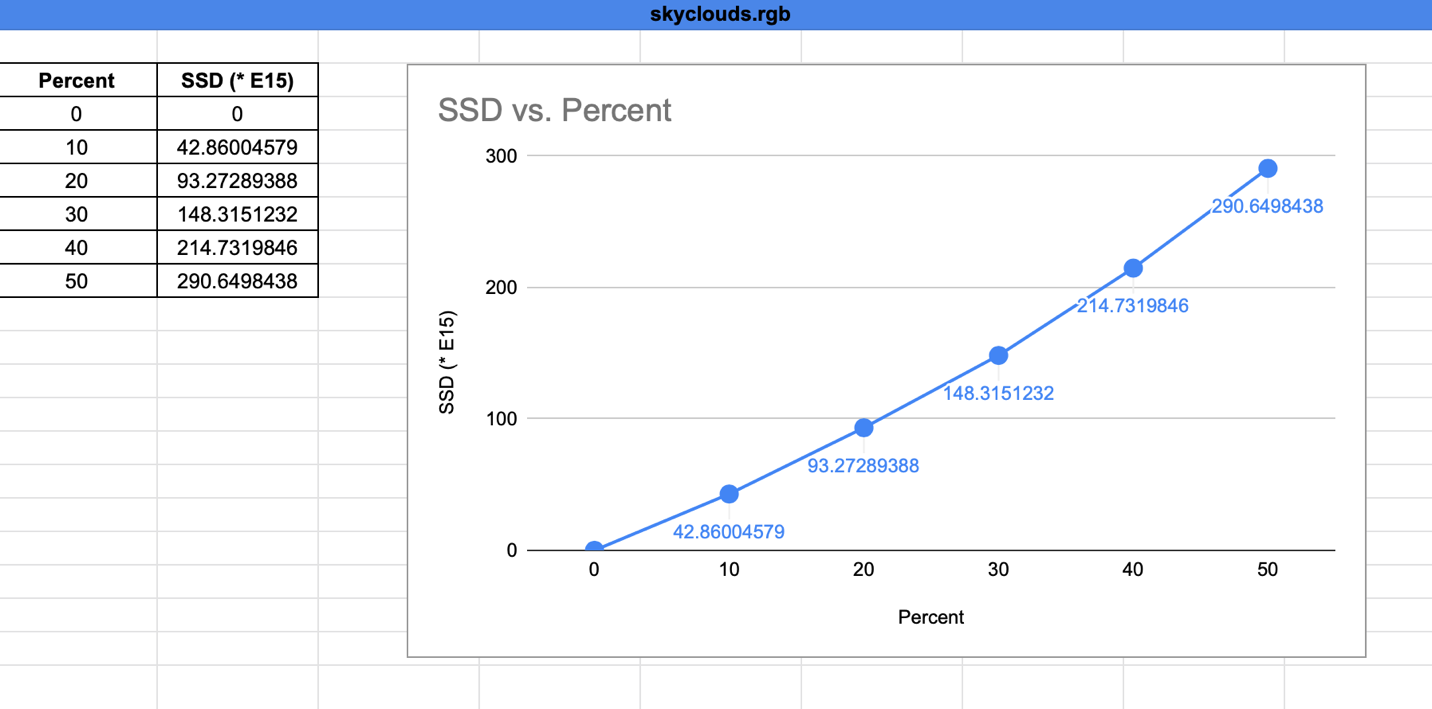 skyclouds.rgb
Percent SSD (* E15)
0 0
10 42.86004579
20 93.27289388
30 148.3151232
40 214.7319846
50 290.6498438
SSD vs. Percent
300
200
100
0
SSD (* E15)
290.6498438
214.7319846
148.3151232
93.27289388
42.86004579
0 10 20 30 40 50
Percent